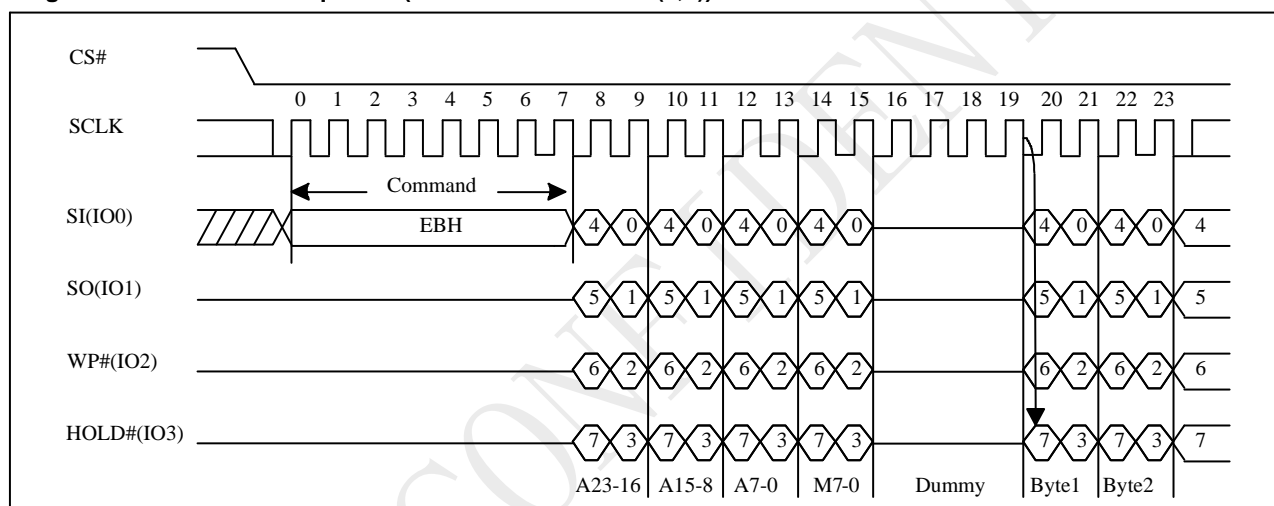 CS#
0 1 2 3 4 5 6 7 8 9 10 11 12 13 14 15 16 17 18 19 20 21 22 23
SCLK
Command
SI(IO0) EBH 4 0 4 0 4 0 4 0 4 0 4 0 4
SO(IO1) 5 1 5 1 5 1 5 1 5 1 5 1 5
WP#(IO2) 6 2 6 2 6 2 6 2 6 2 6 2 6
HOLD#(IO3) 7 3 7 3 7 3 7 3 7 3 7 3 7
A23-16 A15-8 A7-0 M7-0 Dummy Byte1 Byte2